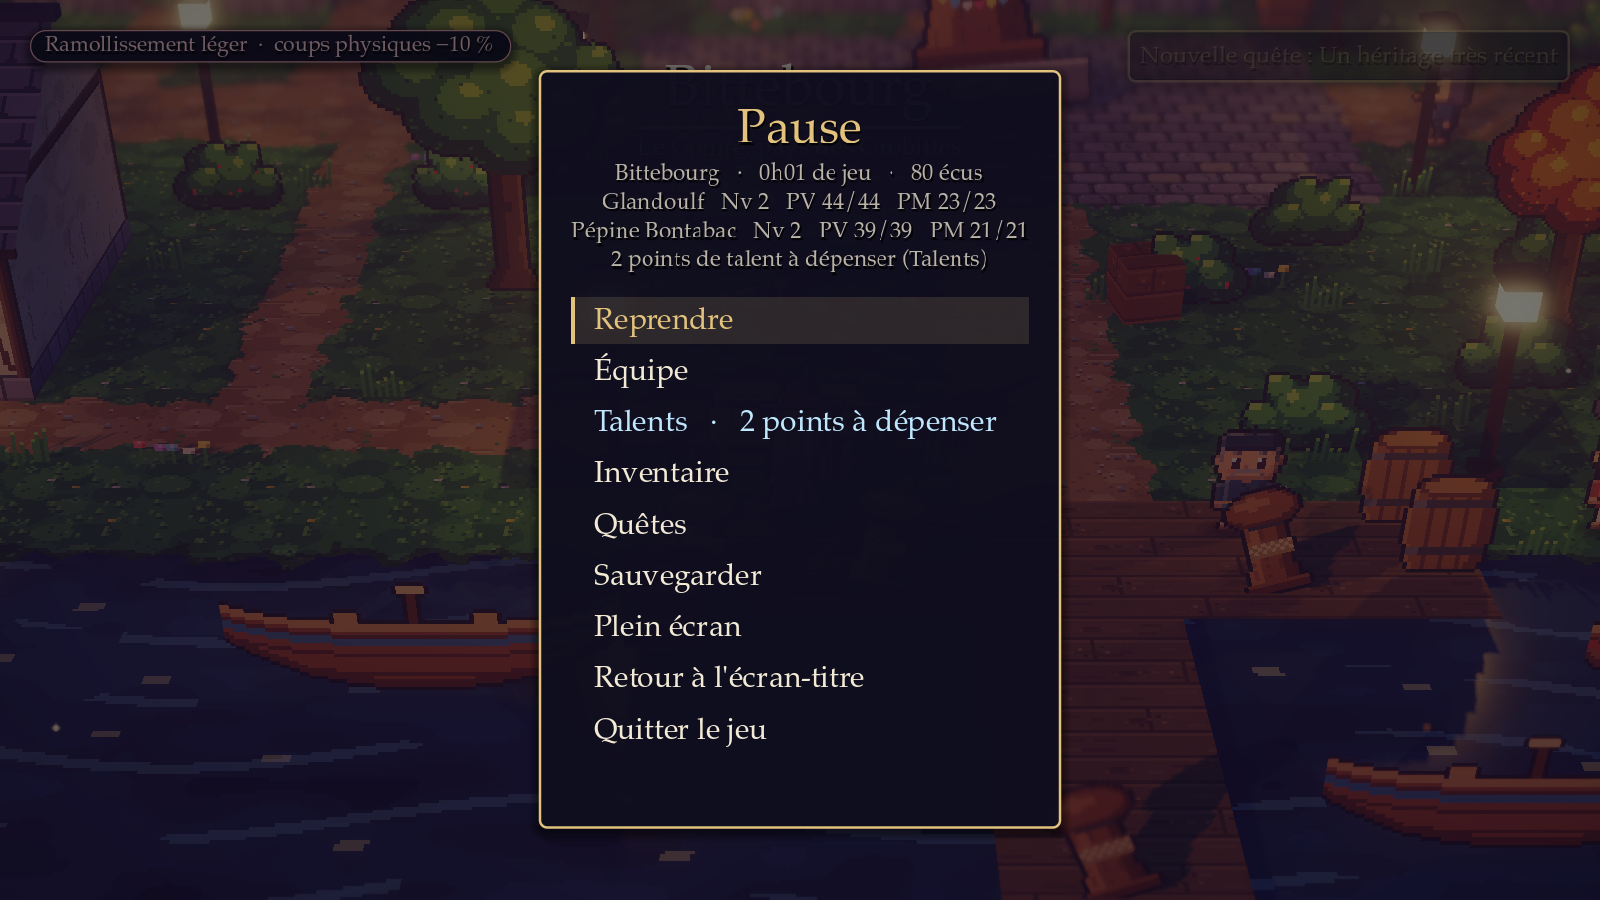 Ramollissement léger · coups physiques −10 %
Nouvelle quête : Un héritage très récent
Bittebourg
Pause
Bittebourg · 0h01 de jeu · 80 écus
Glandoulf Nv 2 PV 44/44 PM 23/23
Pépine Bontabac Nv 2 PV 39/39 PM 21/21
2 points de talent à dépenser (Talents)
Reprendre
Équipe
Talents · 2 points à dépenser
Inventaire
Quêtes
Sauvegarder
Plein écran
Retour à l'écran-titre
Quitter le jeu